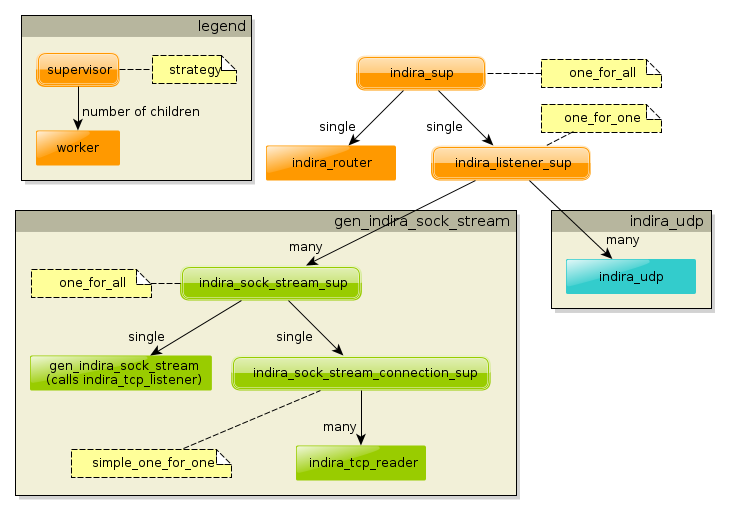 legend
supervisor
strategy
number of children
worker
indira_sup
one_for_all
one_for_one
single
single
indira_router
indira_listener_sup
gen_indira_sock_stream
indira_udp
many
many
one_for_all
indira_sock_stream_sup
indira_udp
single
single
gen_indira_sock_stream
(calls indira_tcp_listener)
indira_sock_stream_connection_sup
many
simple_one_for_one
indira_tcp_reader